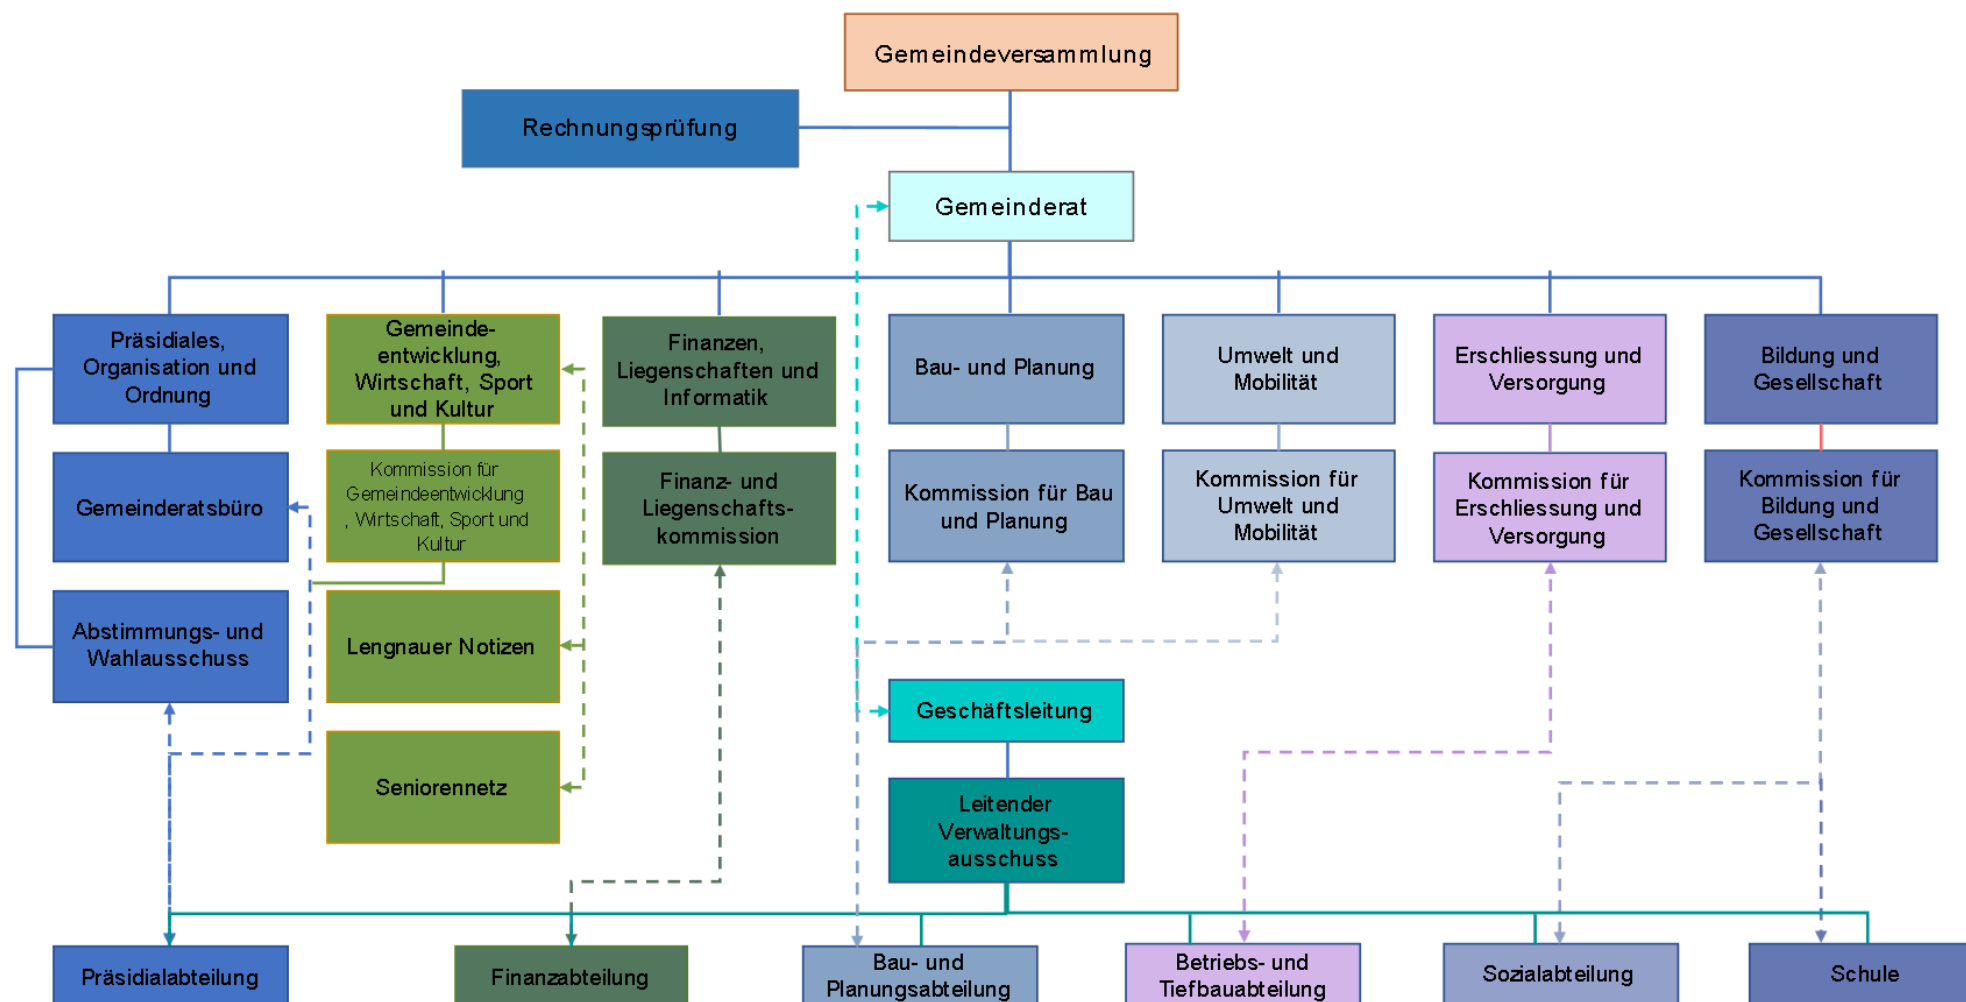 Gemeindeversammlung
Rechnungsprüfung
Gemeinderat
Präsidiales,
Organisation und
Ordnung
Gemeinde-
entwicklung,
Wirtschaft, Sport
und Kultur
Finanzen,
Liegenschaften und
Informatik
Bau- und Planung
Umwelt und
Mobilität
Erschliessung und
Versorgung
Bildung und
Gesellschaft
Gemeinderatsbüro
Kommission für
Gemeindeentwicklung
, Wirtschaft, Sport und
Kultur
Finanz- und
Liegenschafts-
kommission
Kommission für Bau
und Planung
Kommission für
Umwelt und
Mobilität
Kommission für
Erschliessung und
Versorgung
Kommission für
Bildung und
Gesellschaft
Abstimmungs- und
Wahlausschuss
Lengnauer Notizen
Geschäftsleitung
Seniorennetz
Leitender
Verwaltungs-
ausschuss
Präsidialabteilung
Finanzabteilung
Bau- und
Planungsabteilung
Betriebs- und
Tiefbauabteilung
Sozialabteilung
Schule